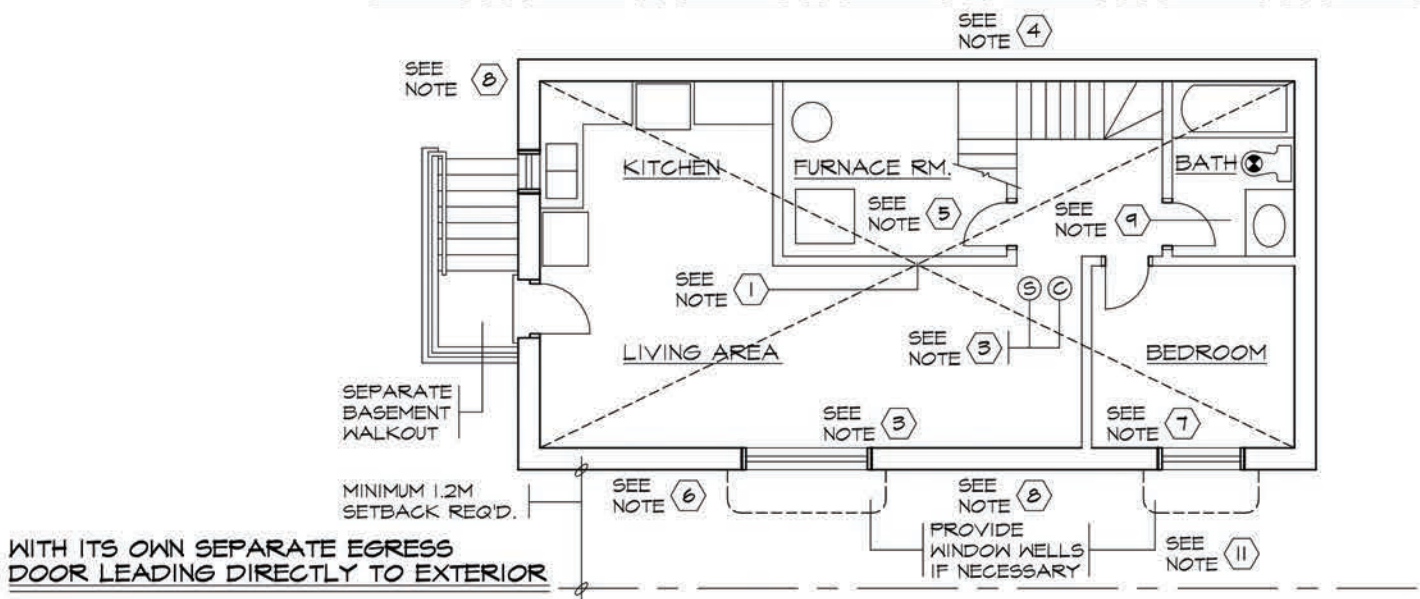 SEE
NOTE 4
SEE
NOTE 8
KITCHEN
FURNACE RM.
BATH
SEE
NOTE 5
SEE
NOTE 9
SEE
NOTE 1
S C
SEE
NOTE 3
LIVING AREA
BEDROOM
SEPARATE
BASEMENT
WALKOUT
SEE
NOTE 3
SEE
NOTE 7
MINIMUM 1.2M
SETBACK REQ'D.
SEE
NOTE 6
SEE
NOTE 8
PROVIDE
WINDOW WELLS
IF NECESSARY
SEE
NOTE 11
WITH ITS OWN SEPARATE EGRESS
DOOR LEADING DIRECTLY TO EXTERIOR